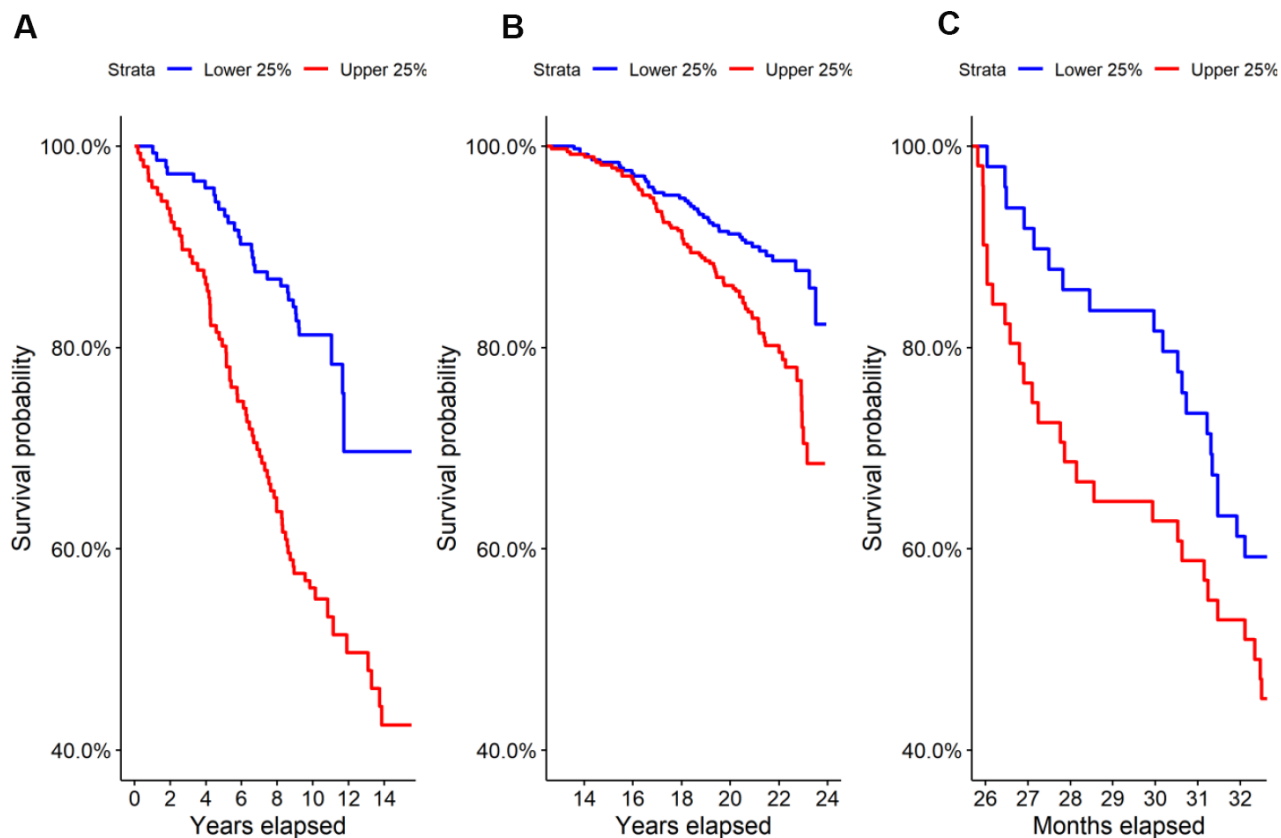 A
Strata Lower 25% Upper 25%
100.0%
80.0%
60.0%
40.0%
Survival probability
0 2 4 6 8 10 12 14
Years elapsed
B
Strata Lower 25% Upper 25%
100.0%
80.0%
60.0%
40.0%
Survival probability
14 16 18 20 22 24
Years elapsed
C
Strata Lower 25% Upper 25%
100.0%
80.0%
60.0%
40.0%
Survival probability
26 27 28 29 30 31 32
Months elapsed